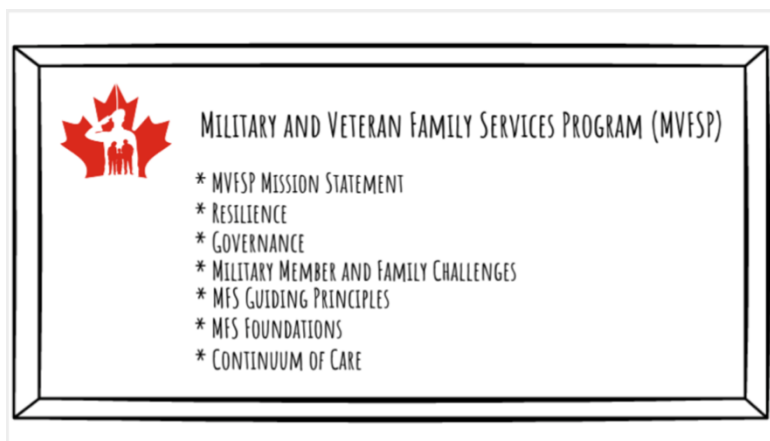 Military and Veteran Family Services Program (MVFSP)
* MVFSP Mission Statement
* Resilience
* Governance
* Military Member and Family Challenges
* MFS Guiding Principles
* MFS Foundations
* Continuum of Care